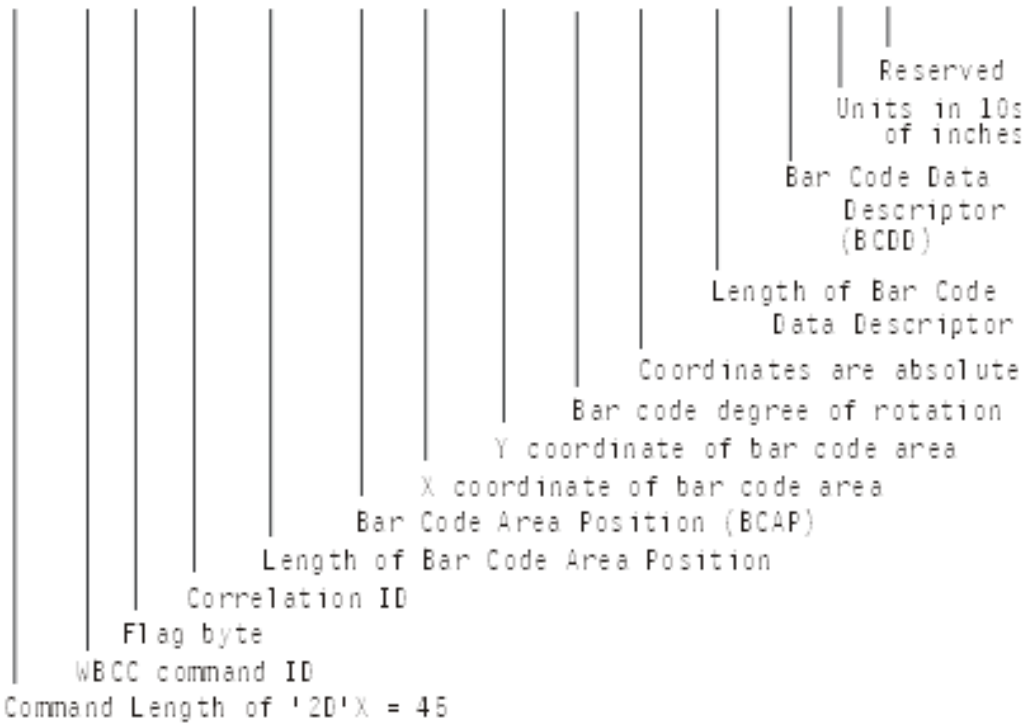 Reserved
Units in 10s
of inches
Bar Code Data
Descriptor
(BCDD)
Length of Bar Code
Data Descriptor
Coordinates are absolute
Bar code degree of rotation
Y coordinate of bar code area
X coordinate of bar code area
Bar Code Area Position (BCAP)
Length of Bar Code Area Position
Correlation ID
Flag byte
WBCC command ID
Command Length of '2D'X = 45